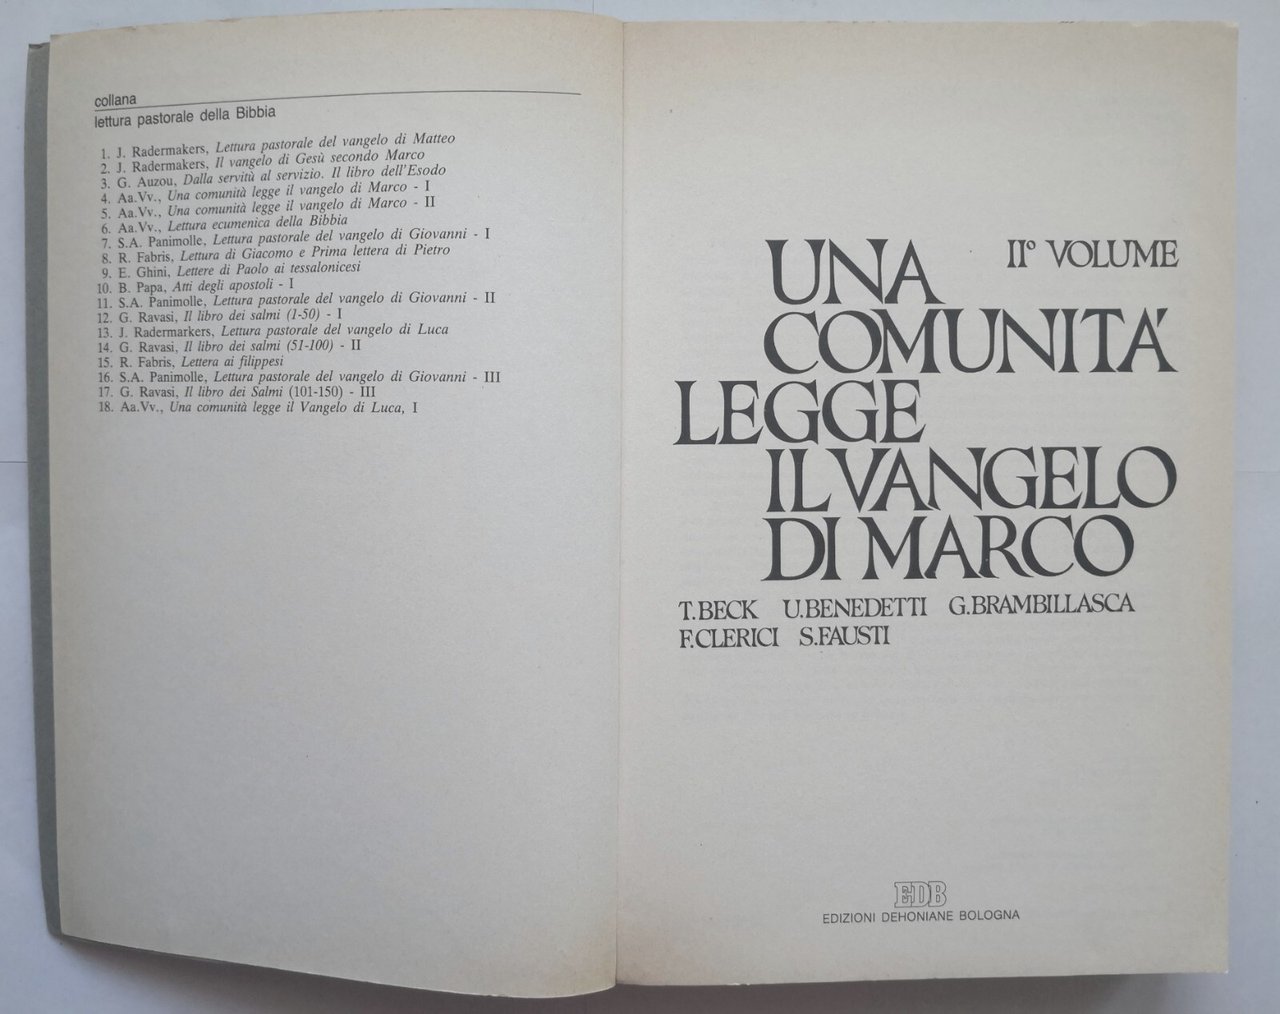 collana
lettura pastorale della Bibbia
1. J. Radermakers, Lettura pastorale del vangelo di Matteo
2. J. Radermakers, Il vangelo di Gesù secondo Marco
3. G. Auzou, Dalla servitù al servizio. Il libro dell'Esodo
4. Aa.Vv., Una comunità legge il vangelo di Marco - I
5. Aa.Vv., Una comunità legge il vangelo di Marco - II
6. Aa.Vv., Lettura ecumenica della Bibbia
7. S.A. Panimolle, Lettura pastorale del vangelo di Giovanni - I
8. R. Fabris, Lettura di Giacomo e Prima lettera di Pietro
9. E. Ghini, Lettere di Paolo ai tessalonicesi
10. B. Papa, Atti degli apostoli - I
11. S.A. Panimolle, Lettura pastorale del vangelo di Giovanni - II
12. G. Ravasi, Il libro dei salmi (1-50) - I
13. J. Radermarkers, Lettura pastorale del vangelo di Luca
14. G. Ravasi, Il libro dei salmi (51-100) - II
15. R. Fabris, Lettera ai filippesi
16. S.A. Panimolle, Lettura pastorale del vangelo di Giovanni - III
17. G. Ravasi, Il libro dei Salmi (101-150) - III
18. Aa.Vv., Una comunità legge il Vangelo di Luca, I
UNA IIº VOLUME
COMUNITÁ
LEGGE
IL VANGELO
DI MARCO
T.BECK U.BENEDETTI G.BRAMBILLASCA
F.CLERICI S.FAUSTI
EDB
EDIZIONI DEHONIANE BOLOGNA